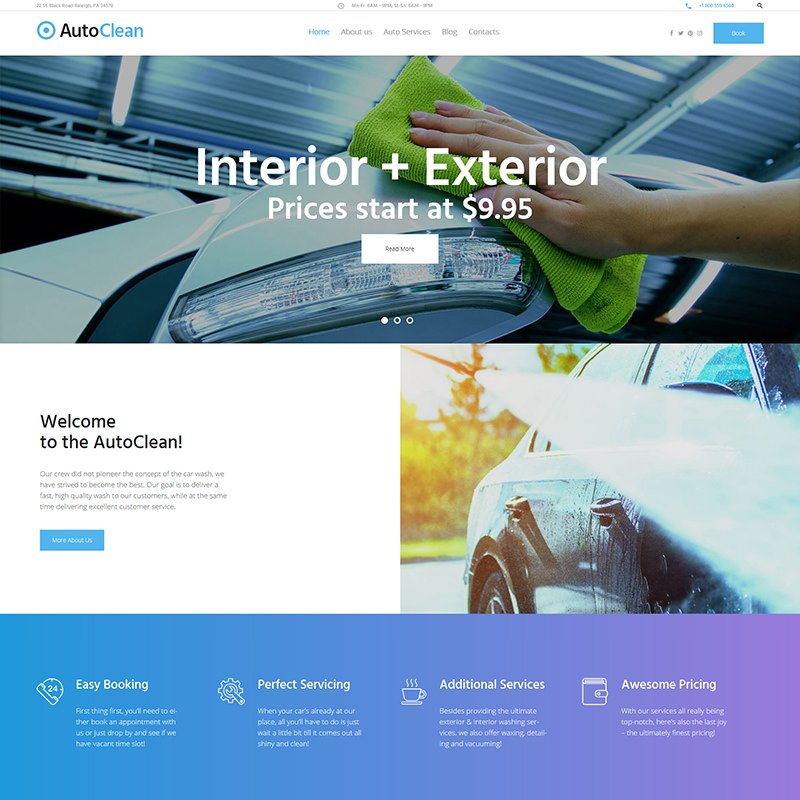 22 St. Black Road Raleigh, PA 34578
Mn-Fr: 6AM - 9PM, St-Sn: 6AM - 9PM
+1 800 559 6580
AutoClean
Home About us Auto Services Blog Contacts
Book
Interior + Exterior
Prices start at $9.95
Read More
Welcome
to the AutoClean!
Our crew did not pioneer the concept of the car wash, we
have strived to become the best. Our goal is to deliver a
fast, high quality wash to our customers, while at the same
time delivering excellent customer service.
More About Us
24
Easy Booking
First thing first, you'll need to ei-
ther book an appointment with
us or just drop by and see if we
have vacant time slot!
Perfect Servicing
When your car's already at our
place, all you'll have to do is just
wait a little bit till it comes out all
shiny and clean!
Additional Services
Besides providing the ultimate
exterior & interior washing ser-
vices, we also offer waxing, detail-
ing and vacuuming!
Awesome Pricing
With our services all really being
top-notch, here's also the last joy
– the ultimately finest pricing!